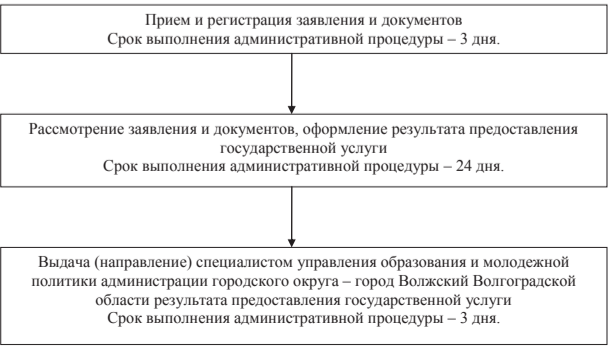 Прием и регистрация заявления и документов
Срок выполнения административной процедуры – 3 дня.
Рассмотрение заявления и документов, оформление результата предоставления
государственной услуги
Срок выполнения административной процедуры – 24 дня.
Выдача (направление) специалистом управления образования и молодежной
политики администрации городского округа – город Волжский Волгоградской
области результата предоставления государственной услуги
Срок выполнения административной процедуры – 3 дня.